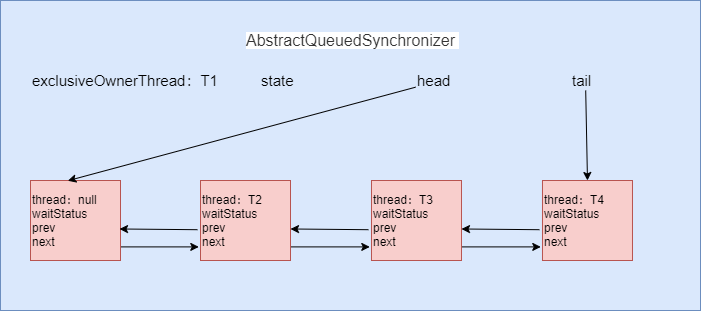 AbstractQueuedSynchronizer
exclusiveOwnerThread：T1 state head tail
thread：null
waitStatus
prev
next
thread：T2
waitStatus
prev
next
thread：T3
waitStatus
prev
next
thread：T4
waitStatus
prev
next